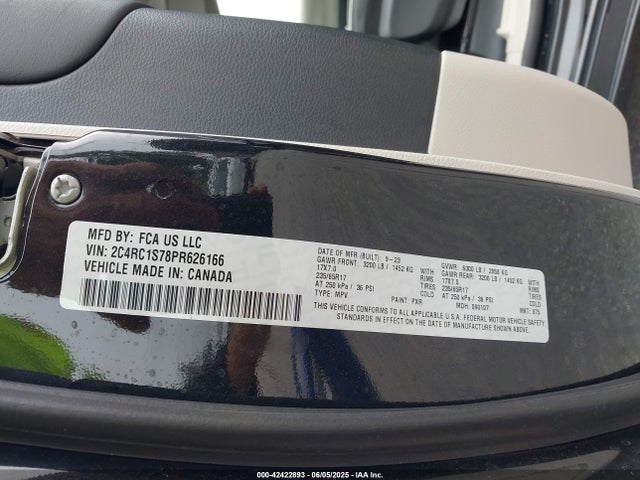 MFD BY: FCA US LLC
VIN: 2C4RC1S78PR626166
VEHICLE MADE IN: CANADA
DATE OF MFR (BUILT): 9-23 GVWR: 6300 LB / 2858 KG
GAWR FRONT: 3200 LB / 1452 KG WITH GAWR REAR: 3200 LB / 1452 KG WITH
17X7.0 RIMS 17X7.0 RIMS
235/65R17 TIRES 235/65R17 TIRES
AT 250 kPa / 36 PSI COLD AT 250 kPa / 36 PSI COLD
TYPE: MPV PAINT: PXR MDH: 090107 MKT: 075
THIS VEHICLE CONFORMS TO ALL APPLICABLE U.S.A. FEDERAL MOTOR VEHICLE SAFETY
STANDARDS IN EFFECT ON THE DATE OF MANUFACTURE SHOWN ABOVE.
000-42422893 - 06/05/2025 - IAA Inc.